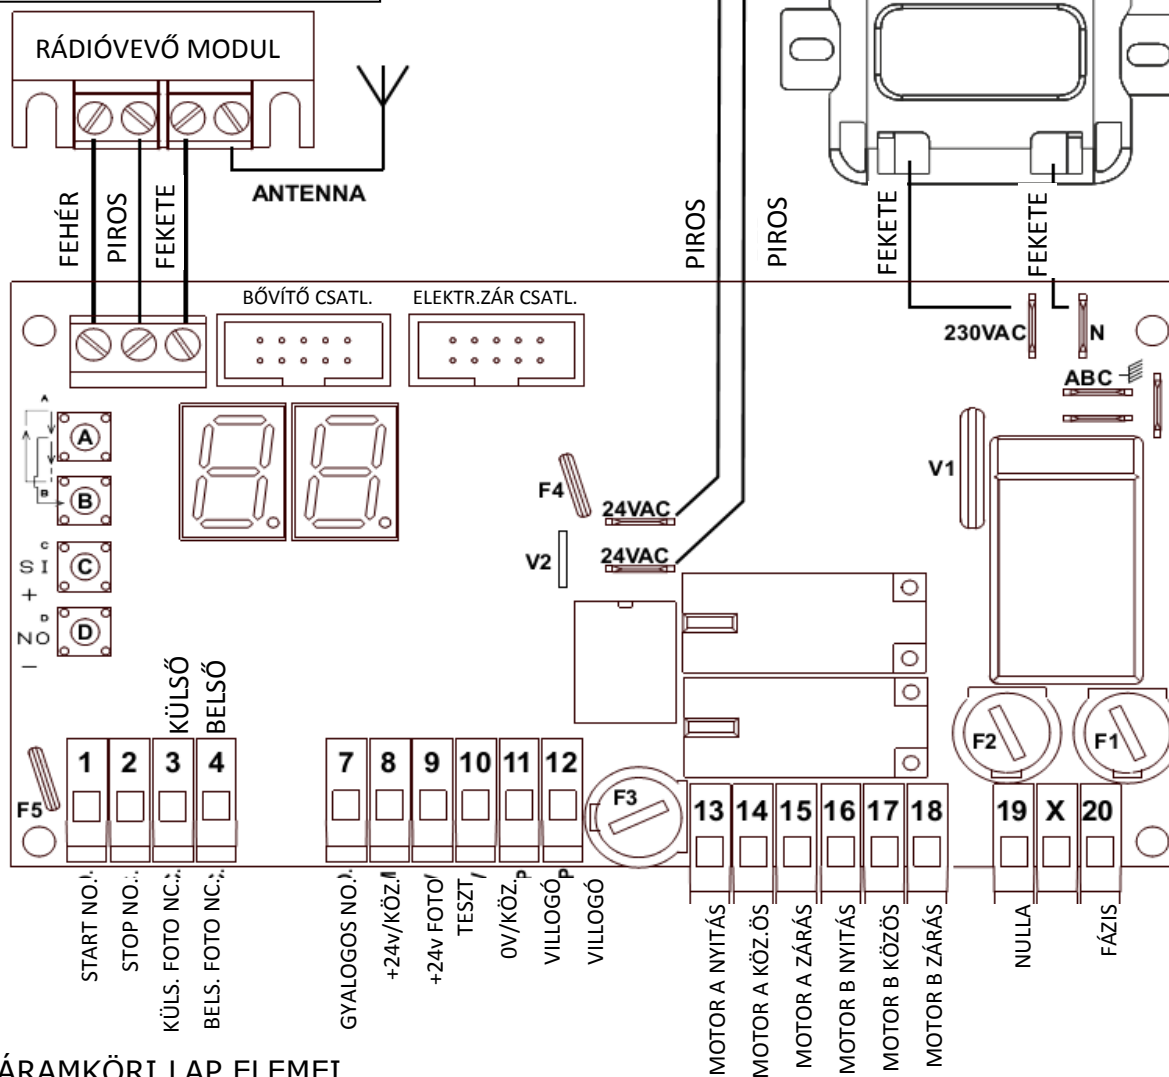 RÁDIÓVEVŐ MODUL
ANTENNA
FEHÉR
PIROS
FEKETE
PIROS
PIROS
FEKETE
FEKETE
BŐVÍTŐ CSATL.
ELEKTR.ZÁR CSATL.
230VAC
N
ABC
A
A
B
B
C
S I
C
+
D
N O
D
–
F4
24VAC
V2
24VAC
V1
KÜLSŐ
BELSŐ
F2
F1
F5
F3
1 2 3 4
7 8 9 10 11 12
13 14 15 16 17 18
19 X 20
START NO.
STOP NO.
KÜLS. FOTO NC.
BELS. FOTO NC.
GYALOGOS NO.
+24v/KÖZ.
+24v FOTO
TESZT
0V/KÖZ.
VILLOGÓ
VILLOGÓ
MOTOR A NYITÁS
MOTOR A KÖZ.ÖS
MOTOR A ZÁRÁS
MOTOR B NYITÁS
MOTOR B KÖZÖS
MOTOR B ZÁRÁS
NULLA
FÁZIS
ÁRAMKÖRI LAP ELEMEI